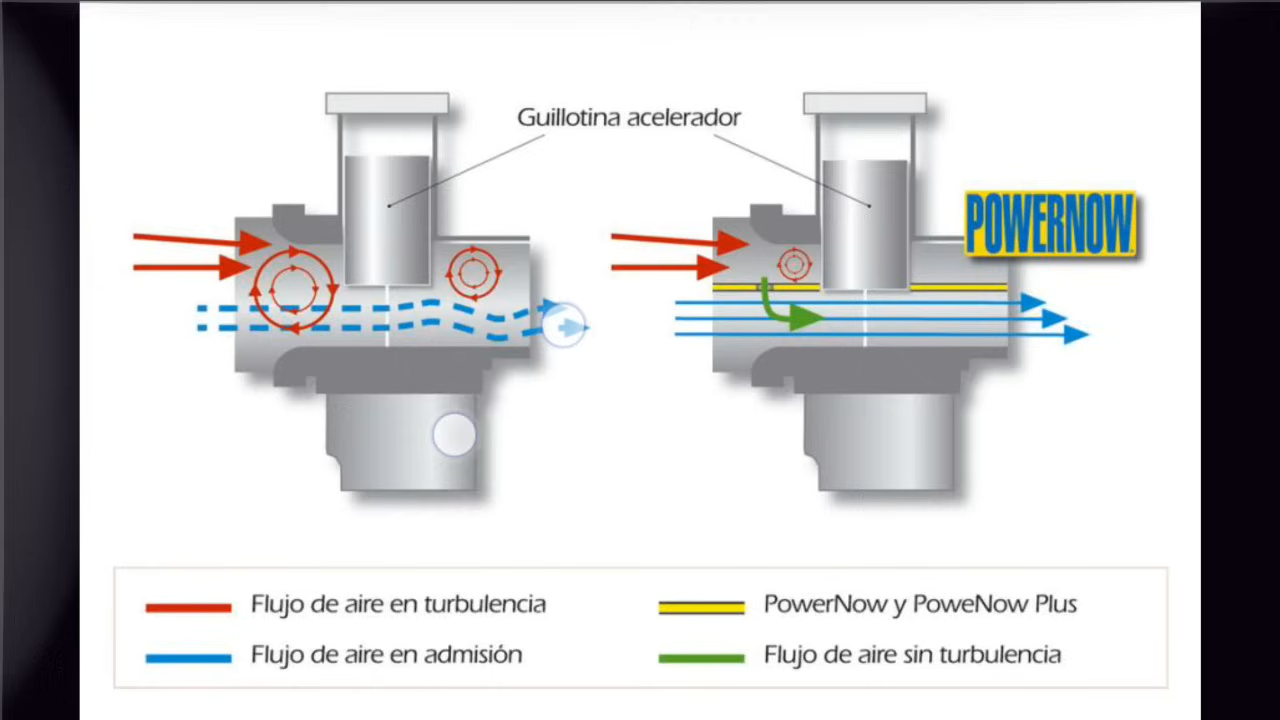 Guillotina acelerador
POWERNOW
Flujo de aire en turbulencia
PowerNow y PoweNow Plus
Flujo de aire en admisión
Flujo de aire sin turbulencia